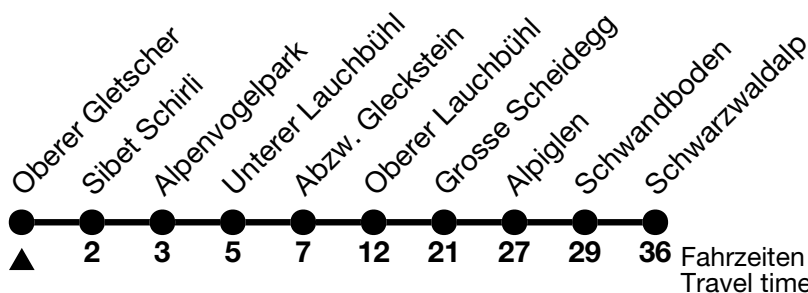 Oberer Gletscher
Sibet Schirli
Alpenvogelpark
Unterer Lauchbühl
Abzw. Gleckstein
Oberer Lauchbühl
Grosse Scheidegg
Alpiglen
Schwandboden
Schwarzwaldalp
2 3 5 7 12 21 27 29 36 Fahrzeiten
Travel time